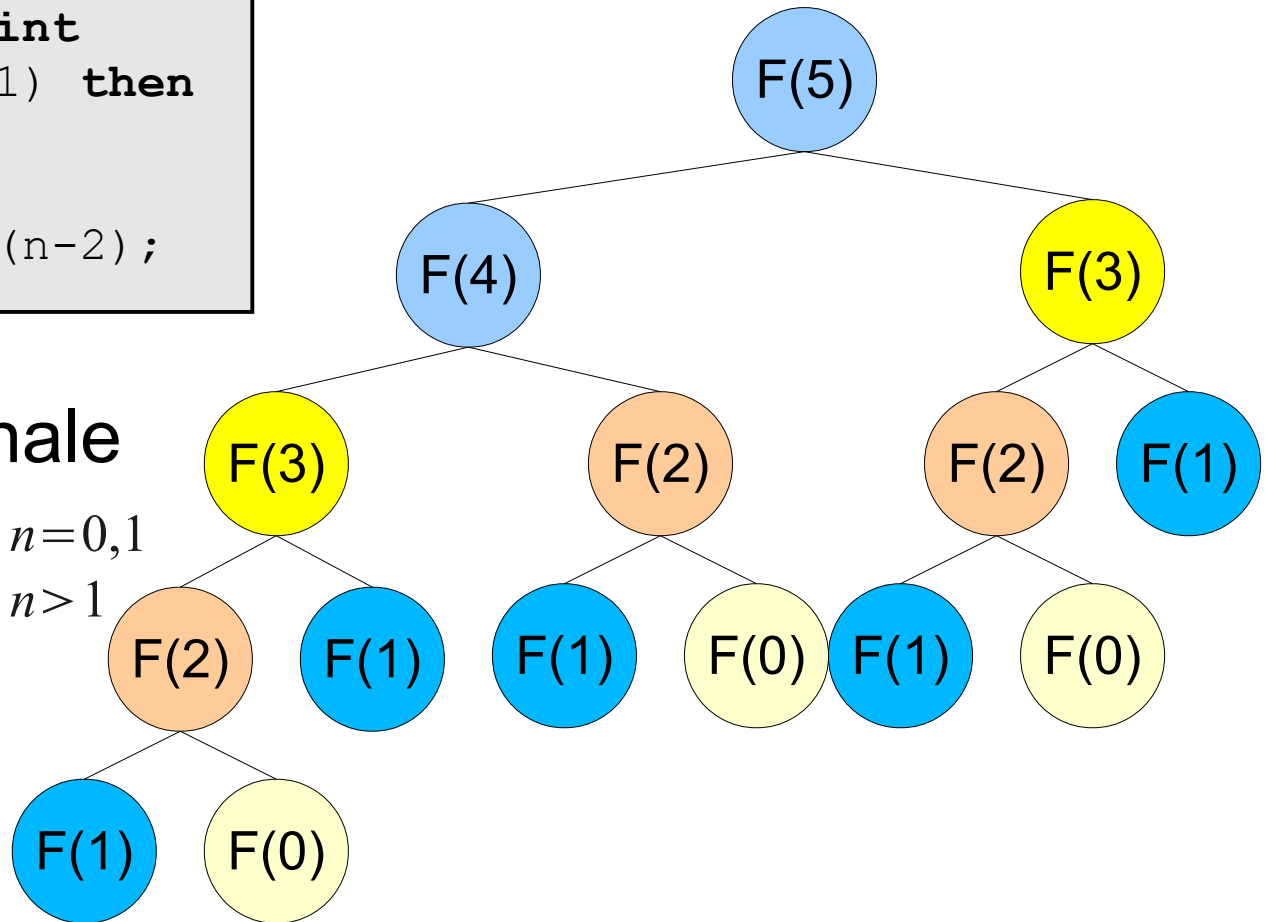 int
1) then
(n-2);
nale
n=0,1
n>1
F(5)
F(4)
F(3)
F(3)
F(2)
F(2)
F(1)
F(2)
F(1)
F(1)
F(0)
F(1)
F(0)
F(1)
F(0)